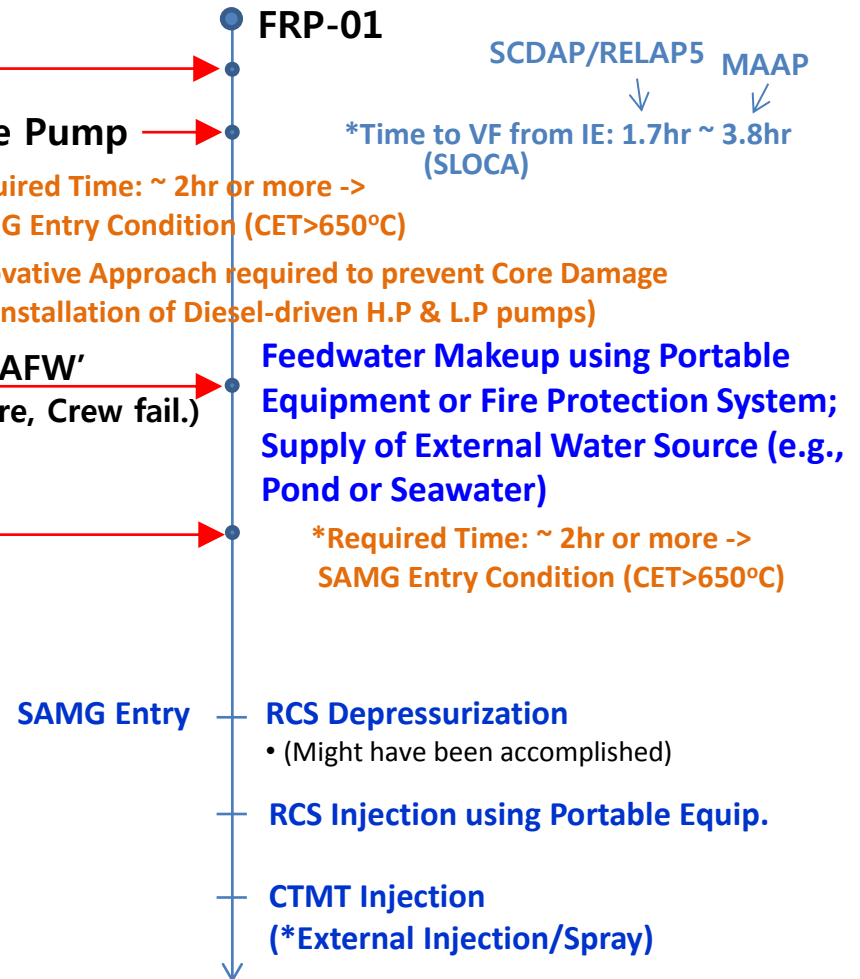 FRP-01
SCDAP/RELAP5 MAAP
e Pump
*Time to VF from IE: 1.7hr ~ 3.8hr
(SLOCA)
uired Time: ~ 2hr or more ->
G Entry Condition (CET>650oC)
ovative Approach required to prevent Core Damage
nstallation of Diesel-driven H.P & L.P pumps)
AFW’
re, Crew fail.)
Feedwater Makeup using Portable
Equipment or Fire Protection System;
Supply of External Water Source (e.g.,
Pond or Seawater)
*Required Time: ~ 2hr or more ->
SAMG Entry Condition (CET>650oC)
SAMG Entry
RCS Depressurization
• (Might have been accomplished)
RCS Injection using Portable Equip.
CTMT Injection
(*External Injection/Spray)